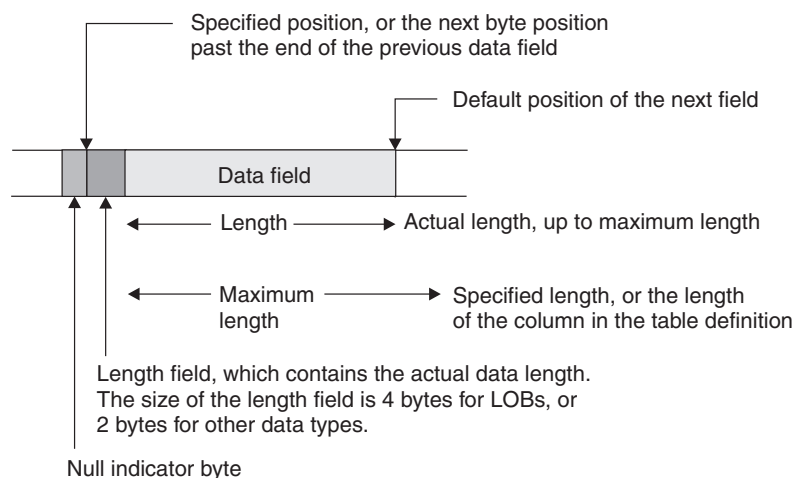 Specified position, or the next byte position
past the end of the previous data field
Default position of the next field
Data field
Length
Actual length, up to maximum length
Maximum
length
Specified length, or the length
of the column in the table definition
Length field, which contains the actual data length.
The size of the length field is 4 bytes for LOBs, or
2 bytes for other data types.
Null indicator byte